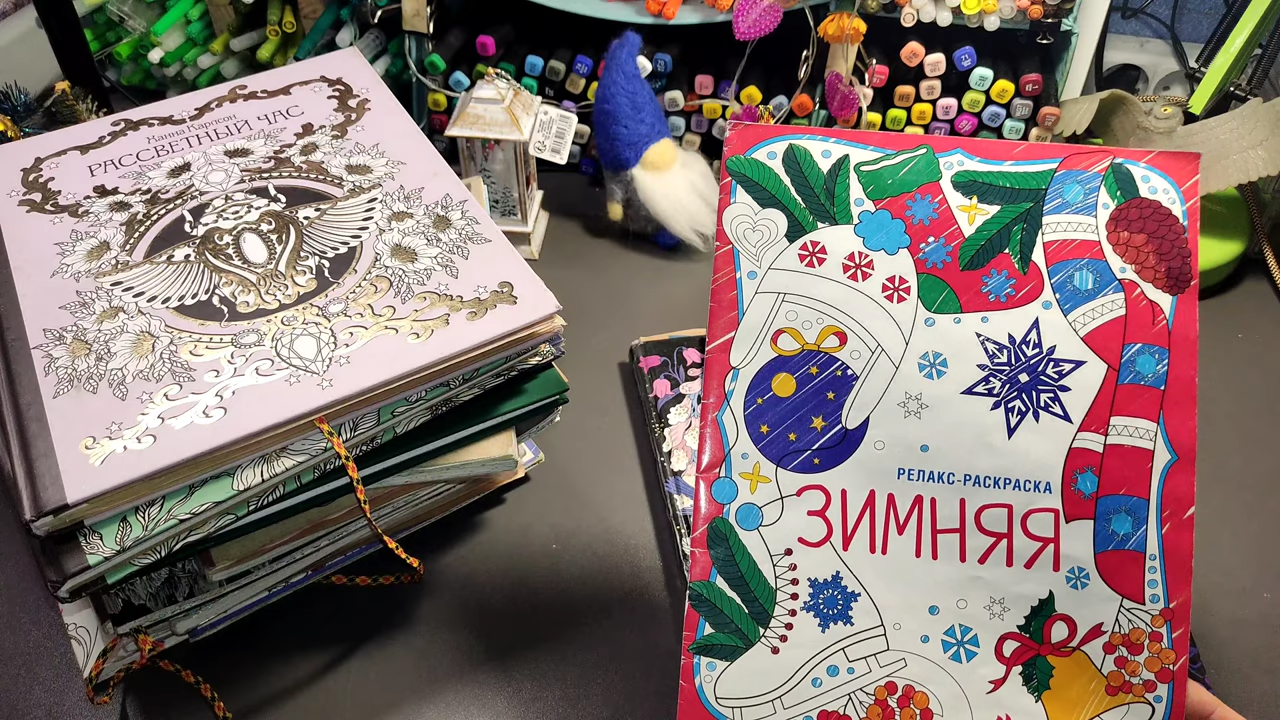 Ханна Карлсон
РАССВЕТНЫЙ ЧАС
РЕЛАКС-РАСКРАСКА
ЗИМНЯЯ